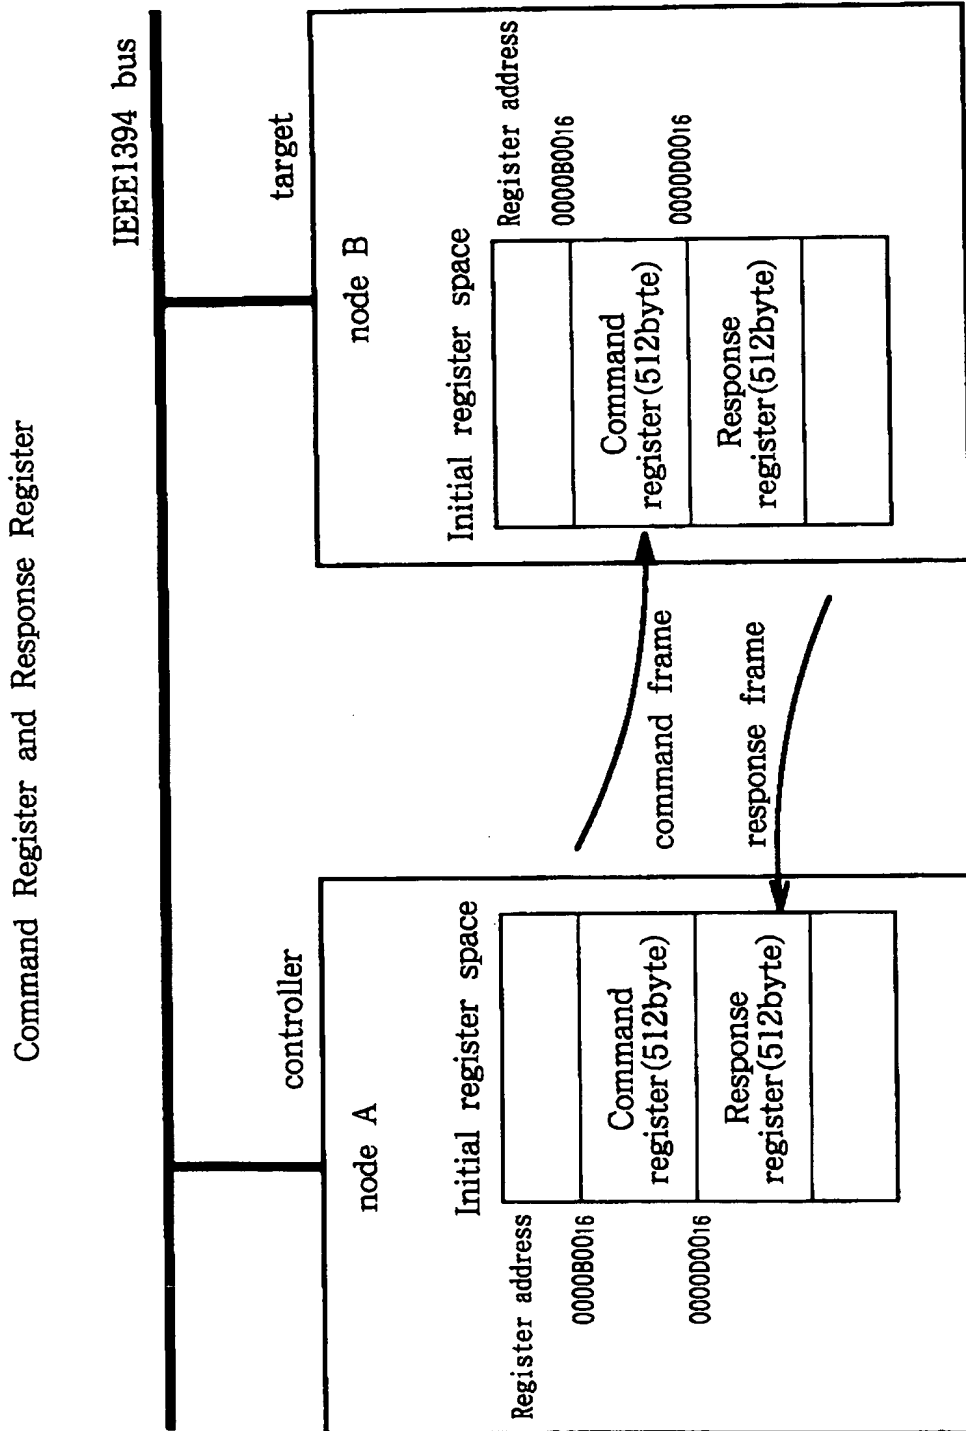 Command Register and Response Register
IEEE1394 bus
controller
node A
Initial register space
Register address
0000B0016
0000D0016
Command
register(512byte)
Response
register(512byte)
command frame
response frame
target
node B
Initial register space
Register address
0000B0016
0000D0016
Command
register(512byte)
Response
register(512byte)